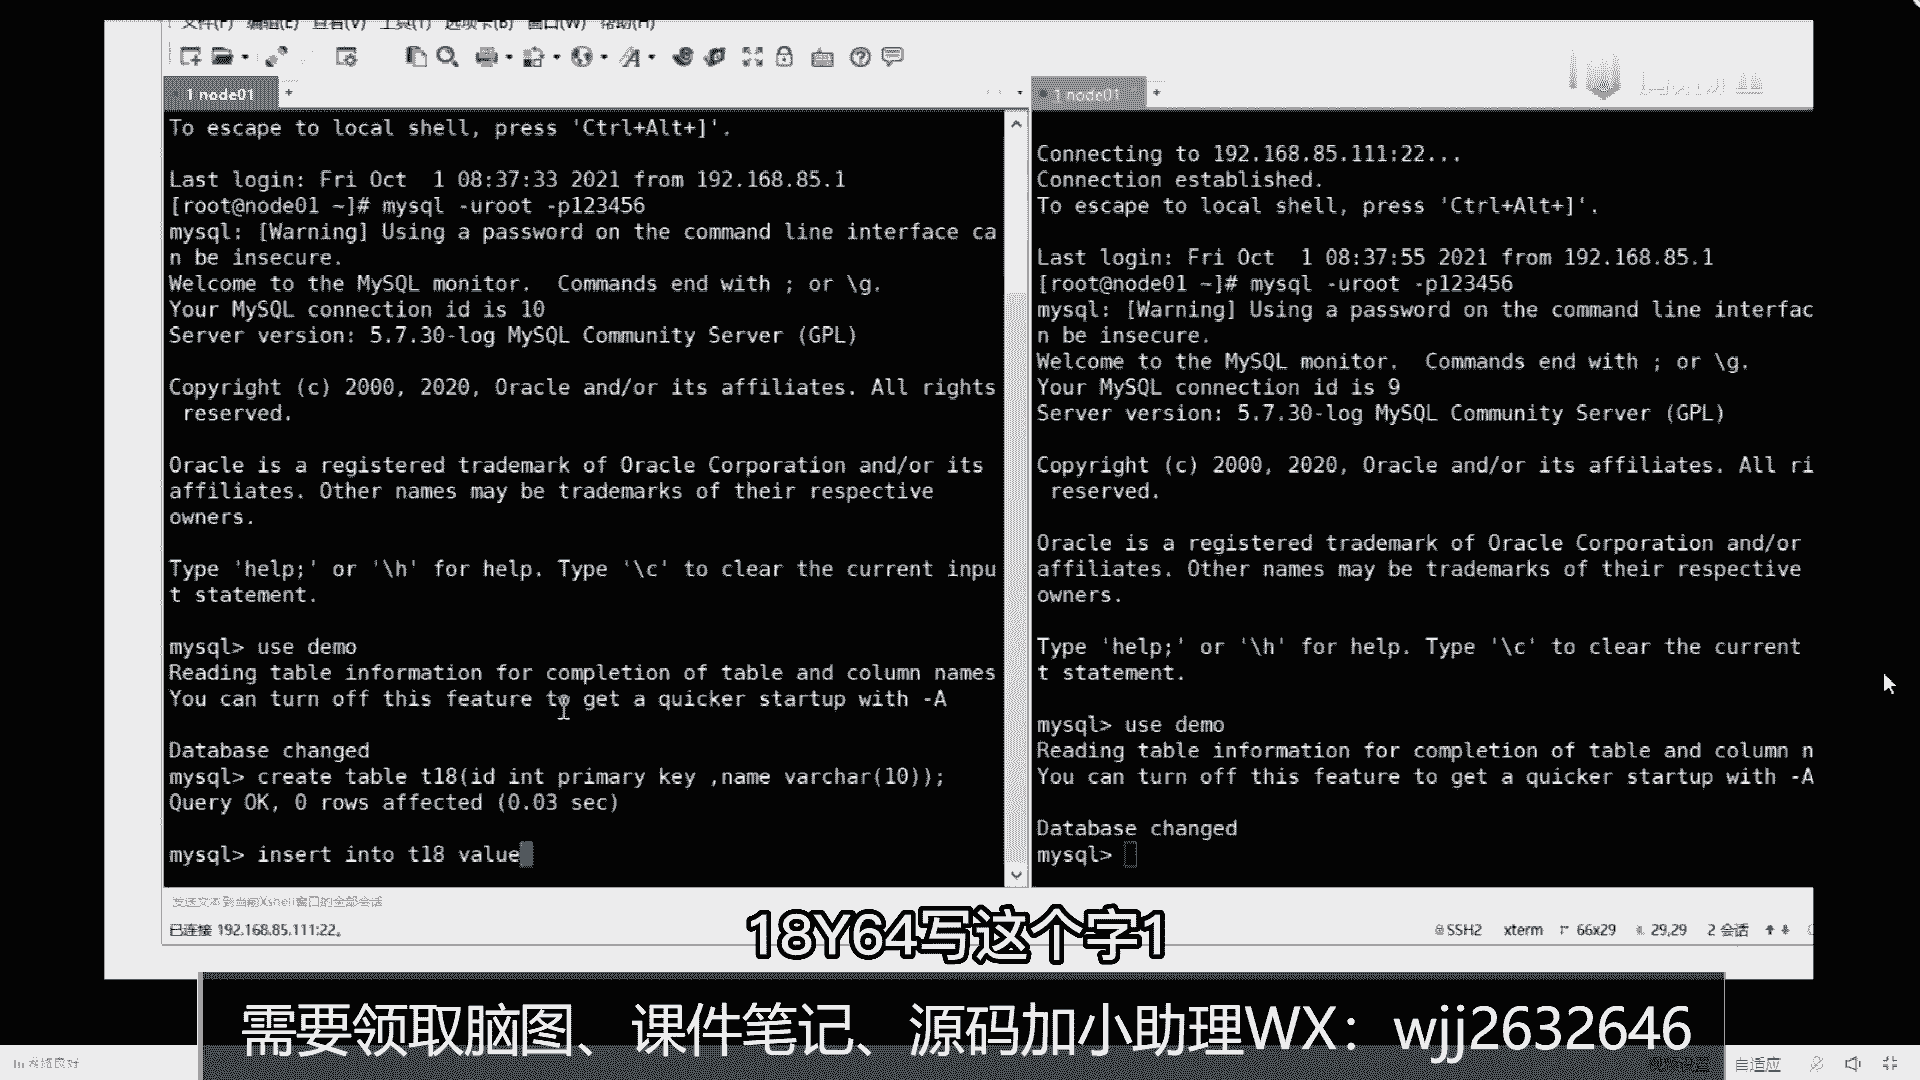 文件(F) 编辑(E) 查看(V) 工具(T) 选项卡(B) 窗口(W) 帮助(H)
1 node01 +
To escape to local shell, press 'Ctrl+Alt+]'.
Last login: Fri Oct  1 08:37:33 2021 from 192.168.85.1
[root@node01 ~]# mysql -uroot -p123456
mysql: [Warning] Using a password on the command line interface ca
n be insecure.
Welcome to the MySQL monitor.  Commands end with ; or \g.
Your MySQL connection id is 10
Server version: 5.7.30-log MySQL Community Server (GPL)
Copyright (c) 2000, 2020, Oracle and/or its affiliates. All rights
 reserved.
Oracle is a registered trademark of Oracle Corporation and/or its
affiliates. Other names may be trademarks of their respective
owners.
Type 'help;' or '\h' for help. Type '\c' to clear the current inpu
t statement.
mysql> use demo
Reading table information for completion of table and column names
You can turn off this feature to get a quicker startup with -A
Database changed
mysql> create table t18(id int primary key ,name varchar(10));
Query OK, 0 rows affected (0.03 sec)
mysql> insert into t18 value
1 node01 +
Connecting to 192.168.85.111:22...
Connection established.
To escape to local shell, press 'Ctrl+Alt+]'.
Last login: Fri Oct  1 08:37:55 2021 from 192.168.85.1
[root@node01 ~]# mysql -uroot -p123456
mysql: [Warning] Using a password on the command line interfac
n be insecure.
Welcome to the MySQL monitor.  Commands end with ; or \g.
Your MySQL connection id is 9
Server version: 5.7.30-log MySQL Community Server (GPL)
Copyright (c) 2000, 2020, Oracle and/or its affiliates. All ri
 reserved.
Oracle is a registered trademark of Oracle Corporation and/or
affiliates. Other names may be trademarks of their respective
owners.
Type 'help;' or '\h' for help. Type '\c' to clear the current
t statement.
mysql> use demo
Reading table information for completion of table and column n
You can turn off this feature to get a quicker startup with -A
Database changed
mysql>
发送文本到当前Xshell窗口的全部会话
已连接 192.168.85.111:22。
SSH2 xterm 66x29 29,29 2 会话
18Y64写这个字1
需要领取脑图、课件笔记、源码加小助理WX：wjj2632646
视频设置 自适应